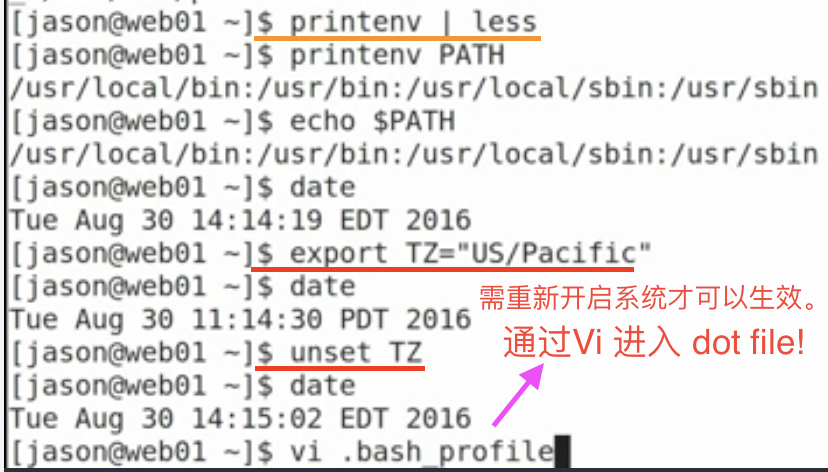 [jason@web01 ~]$ printenv | less
[jason@web01 ~]$ printenv PATH
/usr/local/bin:/usr/bin:/usr/local/sbin:/usr/sbin
[jason@web01 ~]$ echo $PATH
/usr/local/bin:/usr/bin:/usr/local/sbin:/usr/sbin
[jason@web01 ~]$ date
Tue Aug 30 14:14:19 EDT 2016
[jason@web01 ~]$ export TZ="US/Pacific"
[jason@web01 ~]$ date
需重新开启系统才可以生效。
Tue Aug 30 11:14:30 PDT 2016
通过Vi 进入 dot file!
[jason@web01 ~]$ unset TZ
[jason@web01 ~]$ date
Tue Aug 30 14:15:02 EDT 2016
[jason@web01 ~]$ vi .bash_profile